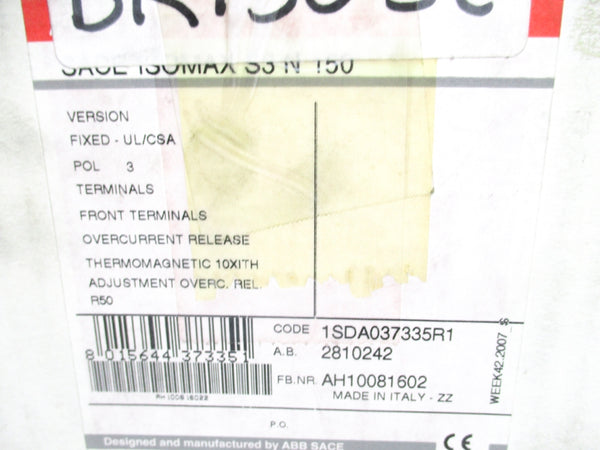 SACE ISOMAX S3 N 150
VERSION
FIXED - UL/CSA
POL 3
TERMINALS
FRONT TERMINALS
OVERCURRENT RELEASE
THERMOMAGNETIC 10XITH
ADJUSTMENT OVERC. REL.
R50
CODE 1SDA037335R1
8 015644 373351
A.B. 2810242
FB.NR. AH10081602
AH10081602
MADE IN ITALY - ZZ
WEEK42.2007
P.O.
Designed and manufactured by ABB SACE
CE